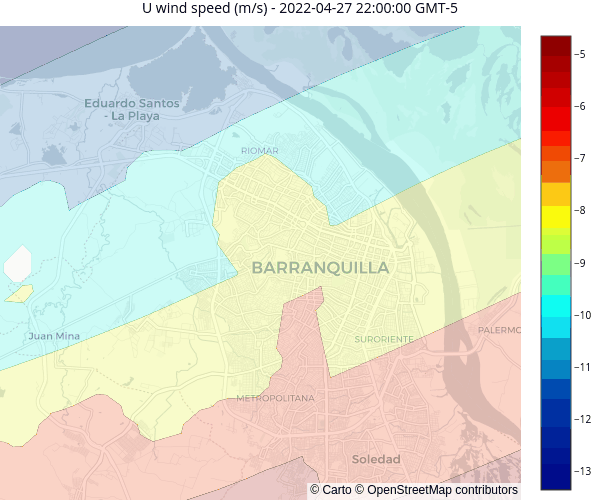 U wind speed (m/s) - 2022-04-27 22:00:00 GMT-5
−5
Eduardo Santos
- La Playa
−6
RIOMAR
−7
−8
BARRANQUILLA
−9
−10
PALERMO
Juan Mina
SURORIENTE
−11
METROPOLITANA
−12
Soledad
−13
© Carto © OpenStreetMap contributors